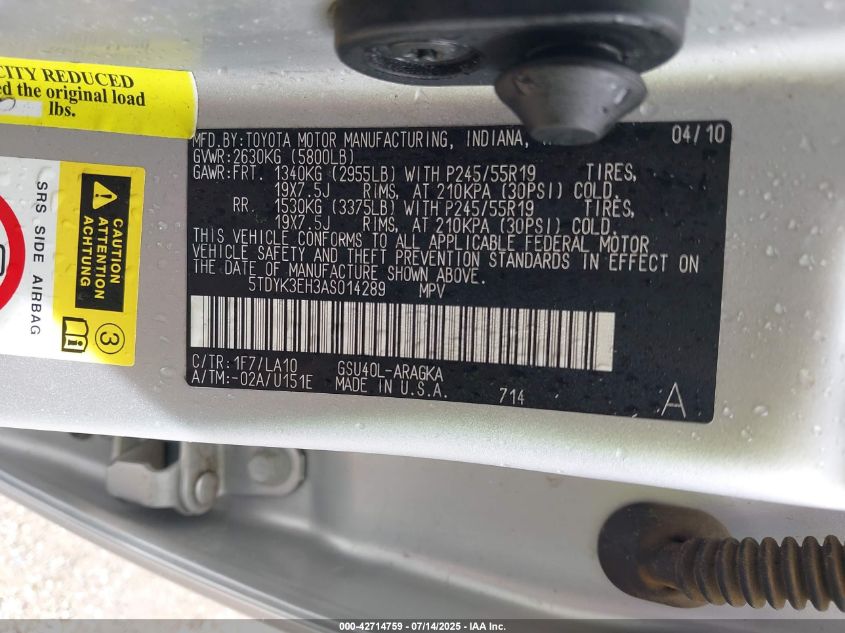 CITY REDUCED
the original load
lbs.
SRS SIDE AIRBAG
CAUTION
ATTENTION
ACHTUNG
3
MFD.BY:TOYOTA MOTOR MANUFACTURING, INDIANA, 04/10
GVWR:2630KG (5800LB)
GAWR:FRT. 1340KG (2955LB) WITH P245/55R19 TIRES,
19X7.5J RIMS, AT 210KPA (30PSI) COLD.
RR. 1530KG (3375LB) WITH P245/55R19 TIRES,
19X7.5J RIMS, AT 210KPA (30PSI) COLD.
THIS VEHICLE CONFORMS TO ALL APPLICABLE FEDERAL MOTOR
VEHICLE SAFETY AND THEFT PREVENTION STANDARDS IN EFFECT ON
THE DATE OF MANUFACTURE SHOWN ABOVE.
5TDYK3EH3AS014289 MPV
C/TR:1F7/LA10 GSU40L-ARAGKA
A/TM:-02A/U151E MADE IN U.S.A. 714 A
000-42714759 - 07/14/2025 - IAA Inc.